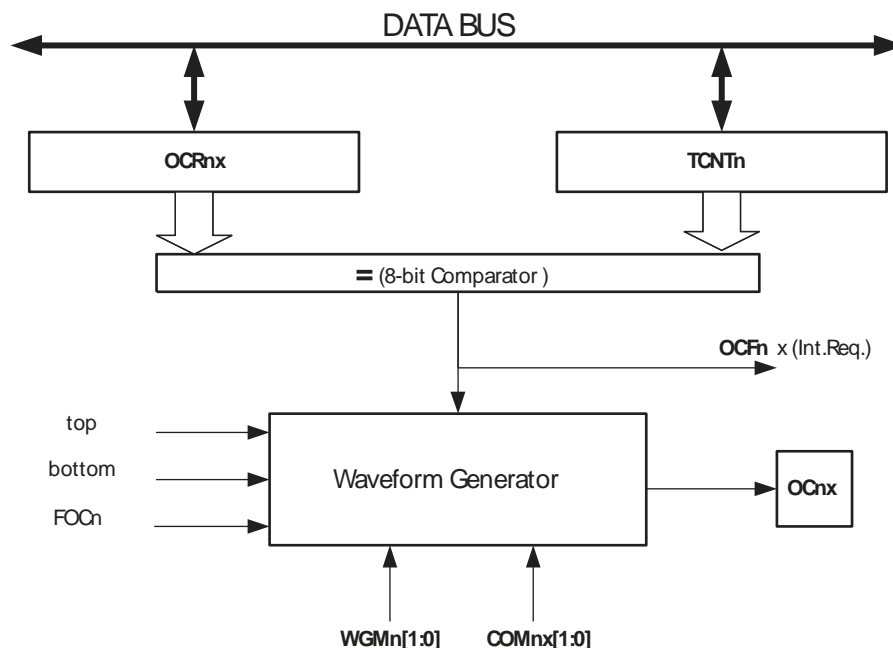 DATA BUS
OCRnx
TCNTn
= (8-bit Comparator )
OCFn x (Int.Req.)
top
bottom
FOCn
Waveform Generator
OCnx
WGMn[1:0]
COMnx[1:0]